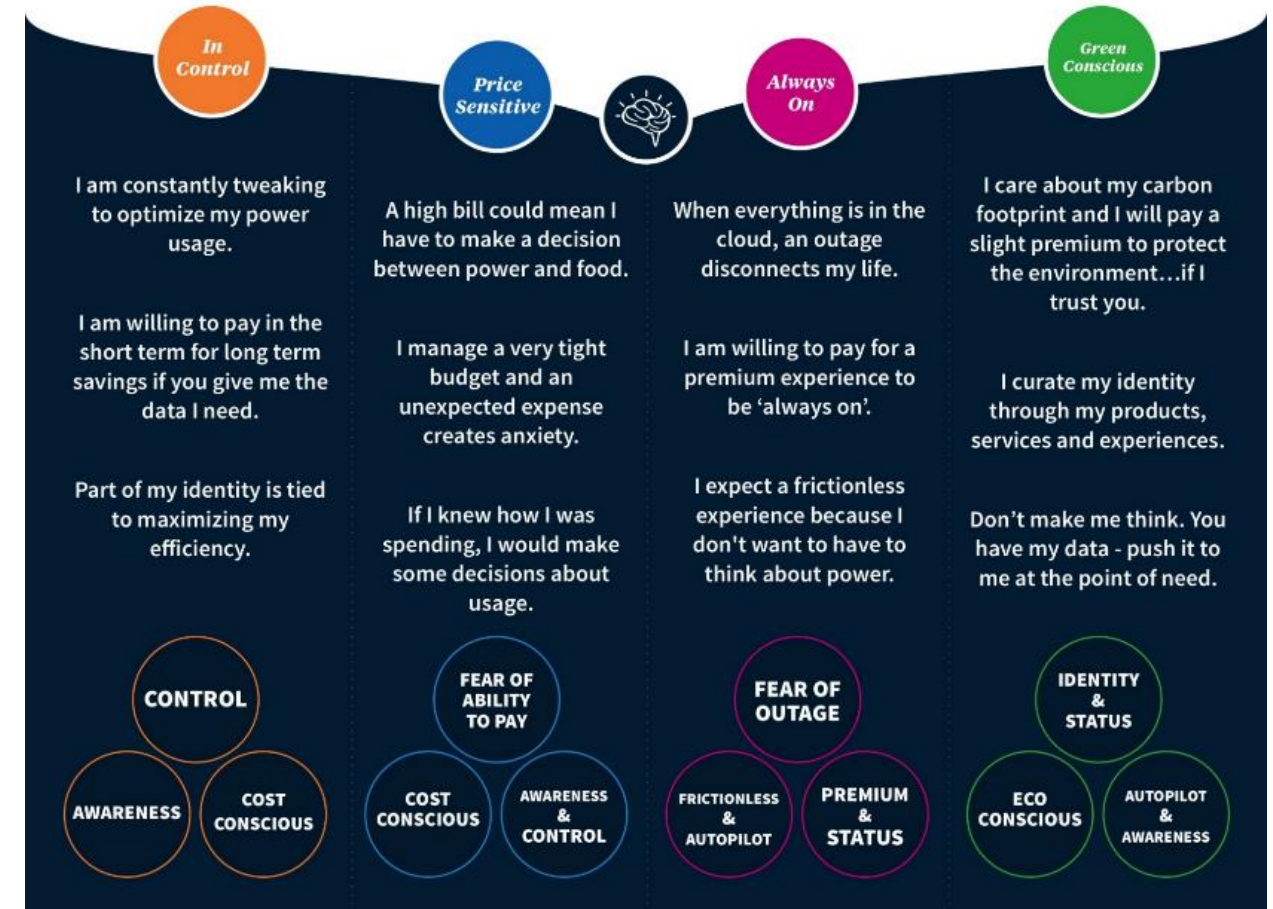 In
Control
I am constantly tweaking
to optimize my power
usage.
I am willing to pay in the
short term for long term
savings if you give me the
data I need.
Part of my identity is tied
to maximizing my
efficiency.
CONTROL
AWARENESS
COST
CONSCIOUS
Price
Sensitive
A high bill could mean I
have to make a decision
between power and food.
I manage a very tight
budget and an
unexpected expense
creates anxiety.
If I knew how I was
spending, I would make
some decisions about
usage.
FEAR OF
ABILITY
TO PAY
COST
CONSCIOUS
AWARENESS
&
CONTROL
Always
On
When everything is in the
cloud, an outage
disconnects my life.
I am willing to pay for a
premium experience to
be ‘always on’.
I expect a frictionless
experience because I
don't want to have to
think about power.
FEAR OF
OUTAGE
FRICTIONLESS
&
AUTOPILOT
PREMIUM
&
STATUS
Green
Conscious
I care about my carbon
footprint and I will pay a
slight premium to protect
the environment...if I
trust you.
I curate my identity
through my products,
services and experiences.
Don’t make me think. You
have my data - push it to
me at the point of need.
IDENTITY
&
STATUS
ECO
CONSCIOUS
AUTOPILOT
&
AWARENESS